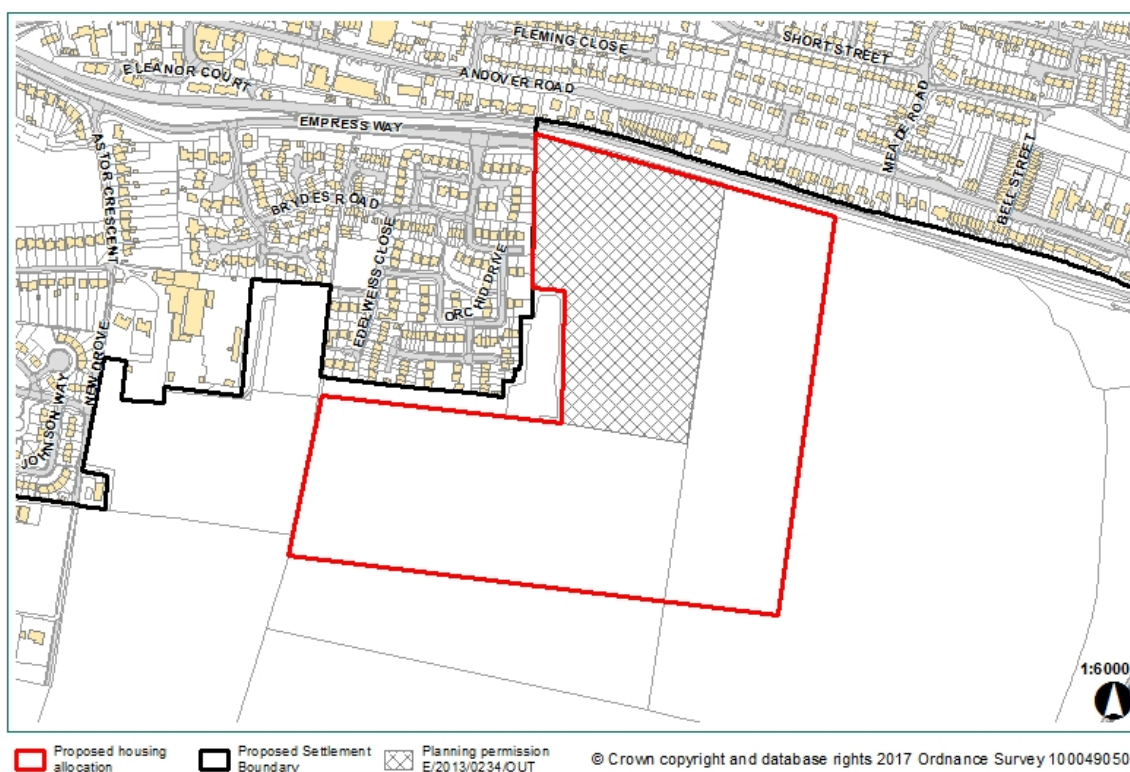 FLEMING CLOSE
SHORT STREET
ELEANOR COURT
ANDOVER ROAD
MEADE ROAD
EMPRESS WAY
ASTOR CRESCENT
BELL STREET
BRYDES ROAD
EDELWEISS CLOSE
ORCHID DRIVE
NEW DROVE
JOHNSON WAY
1:6000
Proposed housing
allocation
Proposed Settlement
Boundary
Planning permission
E/2013/0234/OUT
© Crown copyright and database rights 2017 Ordnance Survey 100049050